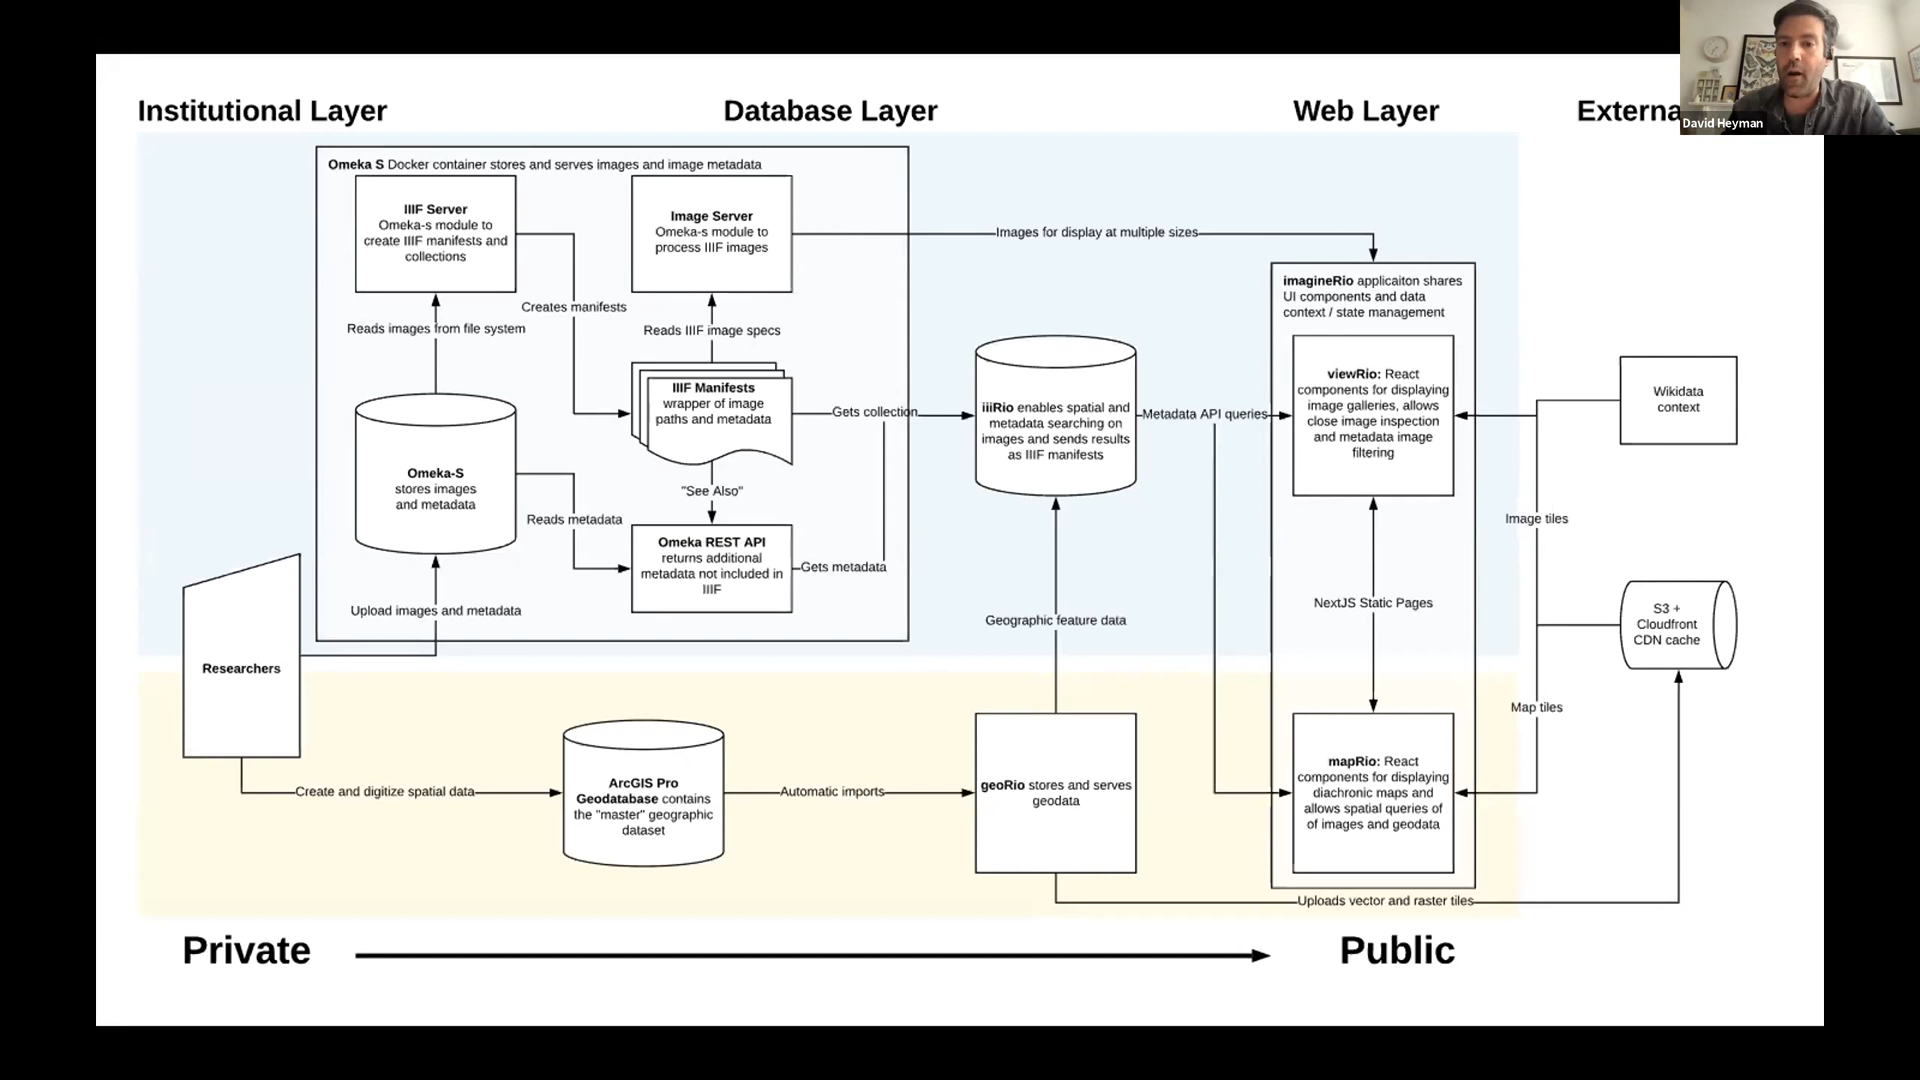 Institutional Layer
Database Layer
Web Layer
Externa
David Heyman
Omeka S Docker container stores and serves images and image metadata
IIIF Server
Omeka-s module to
create IIIF manifests and
collections
Image Server
Omeka-s module to
process IIIF images
Images for display at multiple sizes
Creates manifests
Reads images from file system
Reads IIIF image specs
imagineRio applicaiton shares
UI components and data
context / state management
IIIF Manifests
wrapper of image
paths and metadata
Gets collection
iiiRio enables spatial and
metadata searching on
images and sends results
as IIIF manifests
Metadata API queries
viewRio: React
components for displaying
image galleries, allows
close image inspection
and metadata image
filtering
Wikidata
context
Omeka-S
stores images
and metadata
"See Also"
Reads metadata
Omeka REST API
returns additional
metadata not included in
IIIF
Gets metadata
Image tiles
Upload images and metadata
Geographic feature data
NextJS Static Pages
S3 +
Cloudfront
CDN cache
Researchers
Map tiles
Create and digitize spatial data
ArcGIS Pro
Geodatabase contains
the "master" geographic
dataset
Automatic imports
geoRio stores and serves
geodata
mapRio: React
components for displaying
diachronic maps and
allows spatial queries of
of images and geodata
Uploads vector and raster tiles
Private
Public